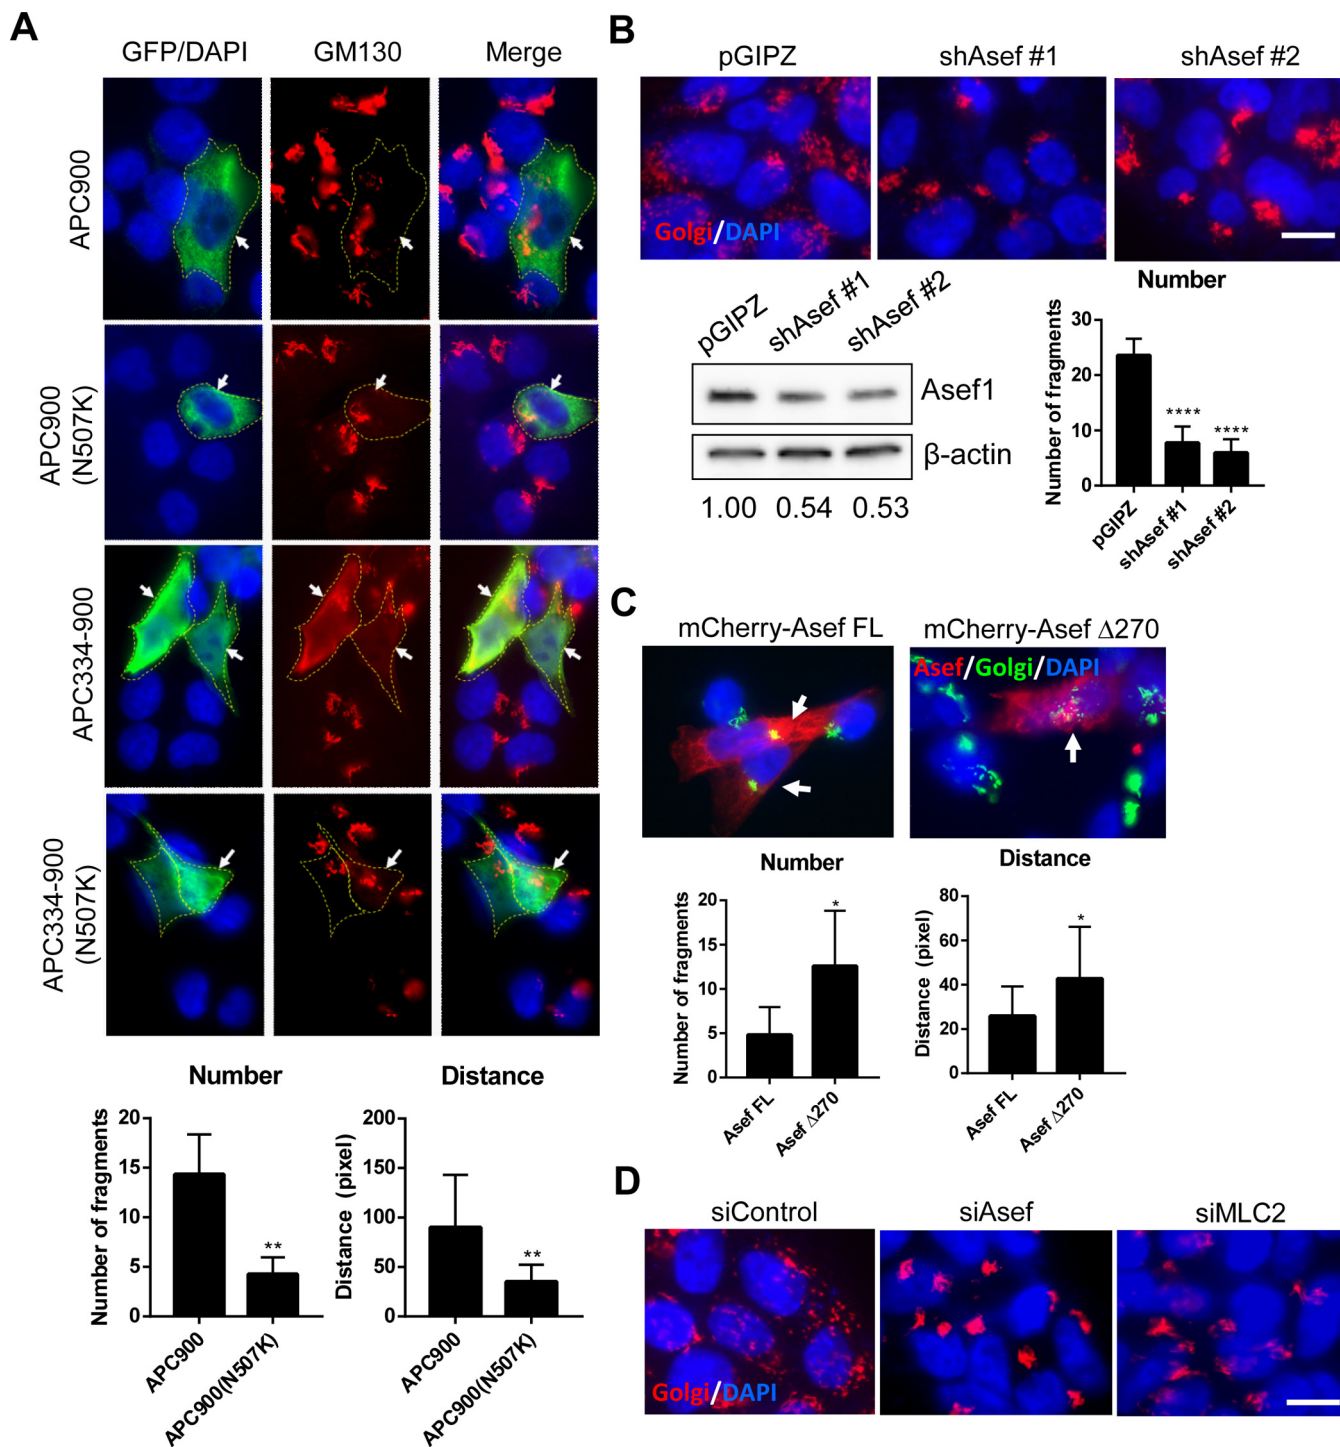 A
GFP/DAPI GM130 Merge
APC900
APC900
(N507K)
APC334-900
APC334-900
(N507K)
Number
Number of fragments
20
15
10
5
0
APC900
APC900(N507K)
**
Distance
Distance (pixel)
200
150
100
50
0
APC900
APC900(N507K)
**
B
pGIPZ shAsef #1 shAsef #2
Golgi/DAPI
pGIPZ shAsef #1 shAsef #2
Asef1
β-actin
1.00 0.54 0.53
Number
Number of fragments
30
20
10
0
****
****
pGIPZ
shAsef #1
shAsef #2
C
mCherry-Asef FL mCherry-Asef Δ270
Asef/Golgi/DAPI
Number
Number of fragments
20
15
10
5
0
*
Asef FL
Asef Δ270
Distance
Distance (pixel)
80
60
40
20
0
*
Asef FL
Asef Δ270
D
siControl siAsef siMLC2
Golgi/DAPI